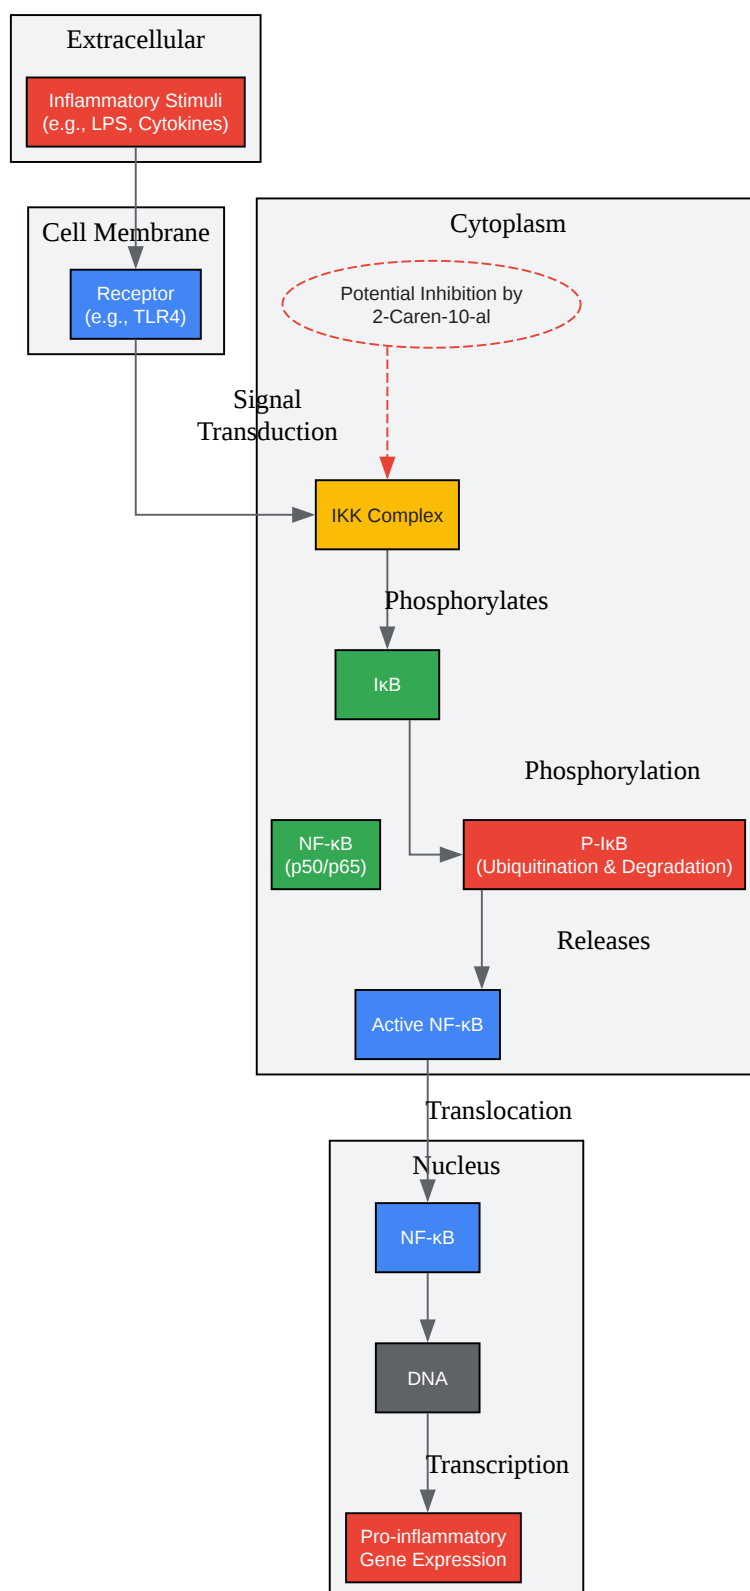 Extracellular
Inflammatory Stimuli
(e.g., LPS, Cytokines)
Cell Membrane
Receptor
(e.g., TLR4)
Cytoplasm
Potential Inhibition by
2-Caren-10-al
Signal
Transduction
IKK Complex
Phosphorylates
IκB
Phosphorylation
NF-κB
(p50/p65)
P-IκB
(Ubiquitination & Degradation)
Releases
Active NF-κB
Translocation
Nucleus
NF-κB
DNA
Transcription
Pro-inflammatory
Gene Expression